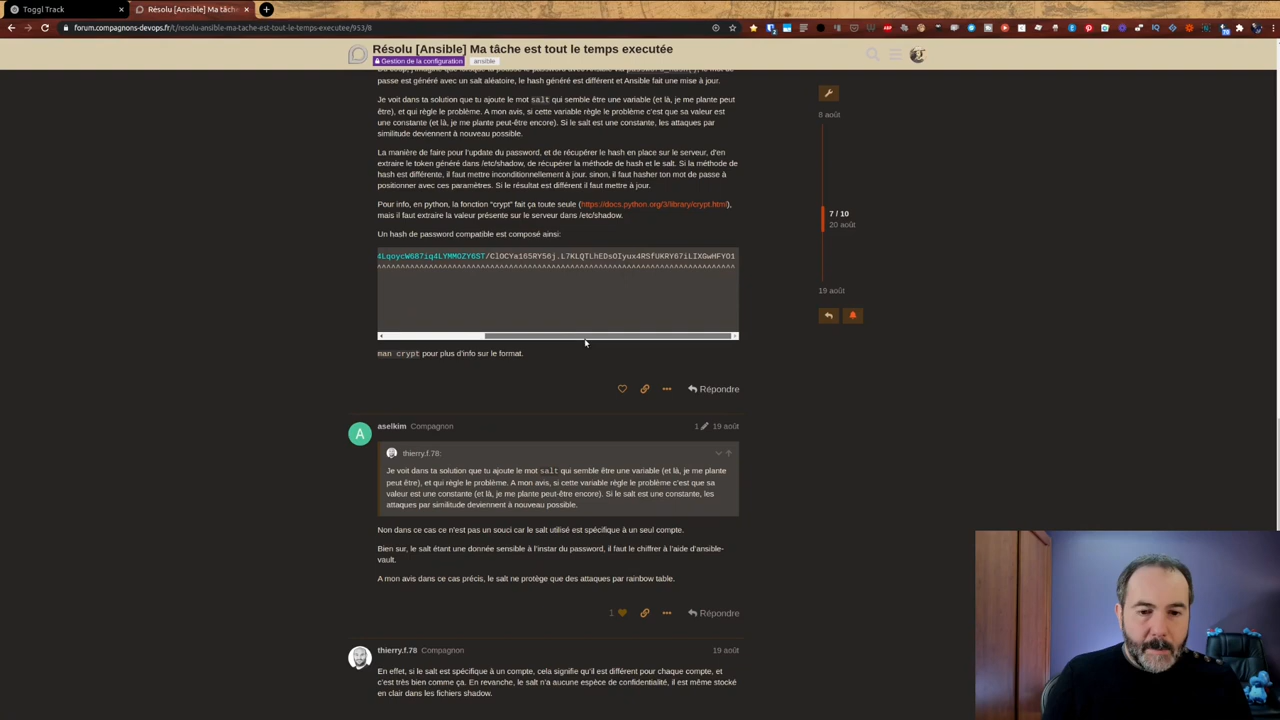 Toggl Track
Résolu [Ansible] Ma tâche es
forum.compagnons-devops.fr/t/resolu-ansible-ma-tache-est-tout-le-temps-executee/953/8
Résolu [Ansible] Ma tâche est tout le temps executée
Gestion de la configuration ansible
passe est généré avec un salt aléatoire, le hash généré est différent et Ansible fait une mise à jour.
Je voit dans ta solution que tu ajoute le mot salt qui semble être une variable (et là, je me plante peut
être), et qui règle le problème. A mon avis, si cette variable règle le problème c'est que sa valeur est
une constante (et là, je me plante peut-être encore). Si le salt est une constante, les attaques par
similitude deviennent à nouveau possible.
La manière de faire pour l'update du password, et de récupérer le hash en place sur le serveur, d'en
extraire le token généré dans /etc/shadow, de récupérer la méthode de hash et le salt. Si la méthode de
hash est différente, il faut mettre inconditionnellement à jour. sinon, il faut hasher ton mot de passe à
positionner avec ces paramètres. Si le résultat est différent il faut mettre à jour.
Pour info, en python, la fonction "crypt" fait ça toute seule (https://docs.python.org/3/library/crypt.html),
mais il faut extraire la valeur présente sur le serveur dans /etc/shadow.
Un hash de password compatible est composé ainsi:
4LqoycW687iq4LYMMOZY6ST/ClOCYa165RY56j.L7KLQTLhEDsOIyux4RSfUKRY67iLIXGwHFYO1
man crypt pour plus d'info sur le format.
Répondre
8 août
7 / 10
20 août
19 août
A
aselkim Compagnon 1 19 août
thierry.f.78:
Je voit dans ta solution que tu ajoute le mot salt qui semble être une variable (et là, je me plante
peut être), et qui règle le problème. A mon avis, si cette variable règle le problème c'est que sa
valeur est une constante (et là, je me plante peut-être encore). Si le salt est une constante, les
attaques par similitude deviennent à nouveau possible.
Non dans ce cas ce n'est pas un souci car le salt utilisé est spécifique à un seul compte.
Bien sur, le salt étant une donnée sensible à l'instar du password, il faut le chiffrer à l'aide d'ansible-
vault.
A mon avis dans ce cas précis, le salt ne protège que des attaques par rainbow table.
1 Répondre
thierry.f.78 Compagnon 19 août
En effet, si le salt est spécifique à un compte, cela signifie qu'il est différent pour chaque compte, et
c'est très bien comme ça. En revanche, le salt n'a aucune espèce de confidentialité, il est même stocké
en clair dans les fichiers shadow.